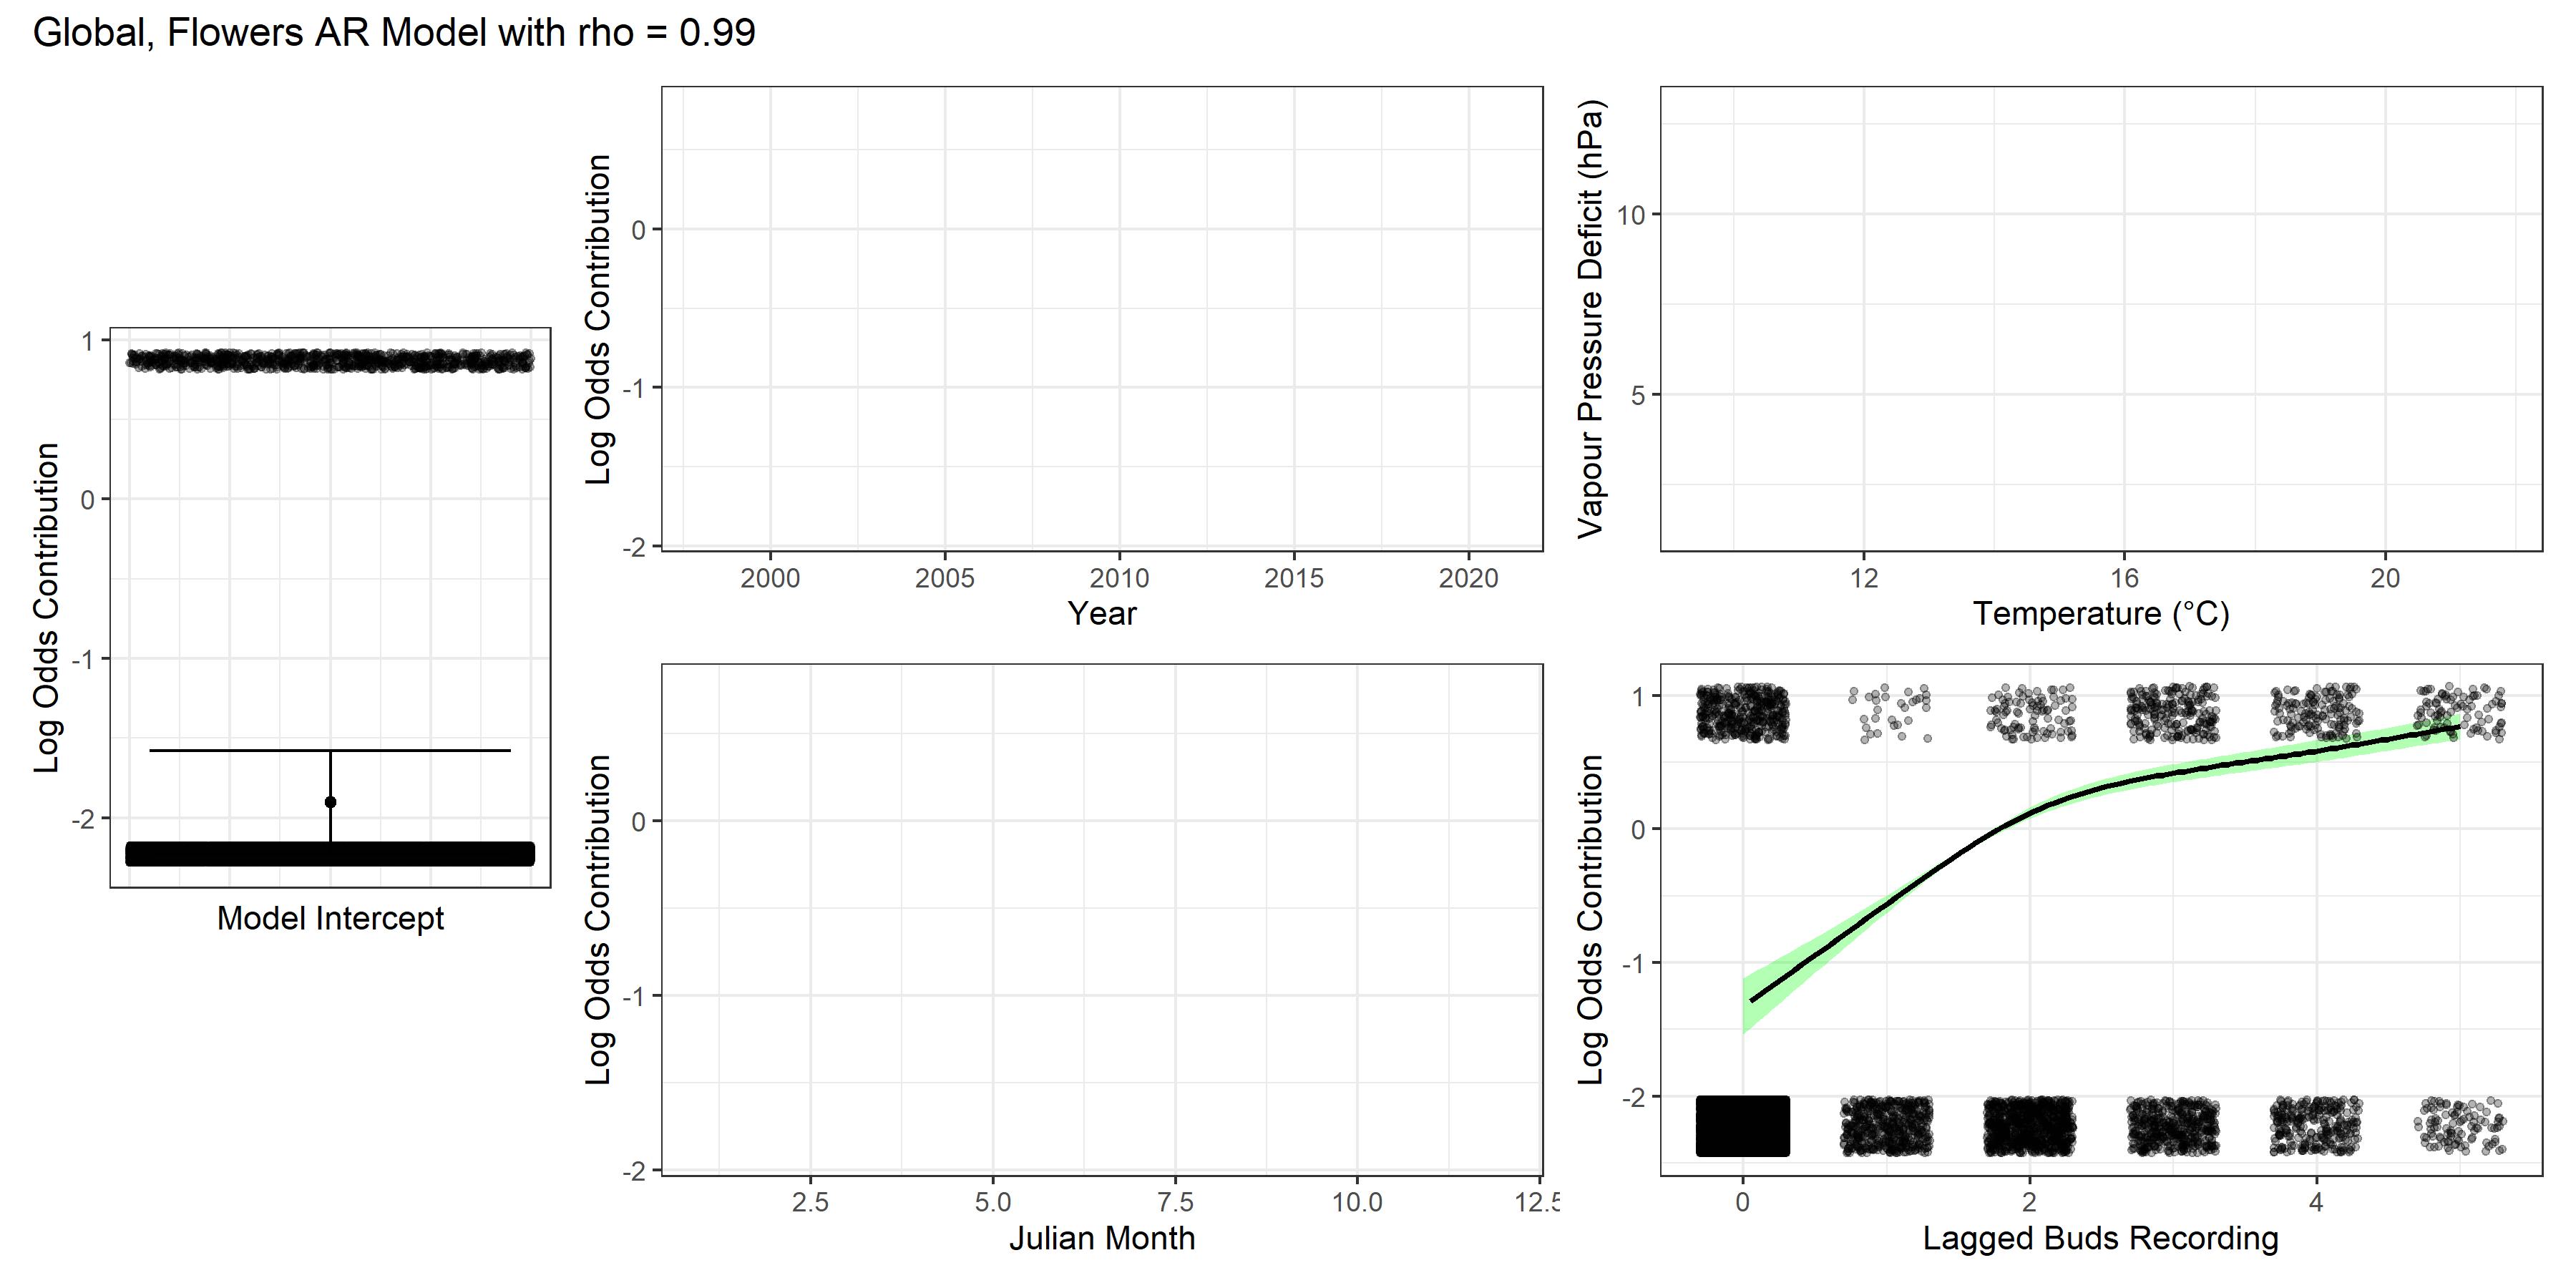 Global, Flowers AR Model with rho = 0.99
Log Odds Contribution
1
0
-1
-2
Model Intercept
Log Odds Contribution
0
-1
-2
2000 2005 2010 2015 2020
Year
Vapour Pressure Deficit (hPa)
10
5
12 16 20
Temperature (°C)
Log Odds Contribution
0
-1
-2
2.5 5.0 7.5 10.0 12.5
Julian Month
Log Odds Contribution
1
0
-1
-2
0 2 4
Lagged Buds Recording